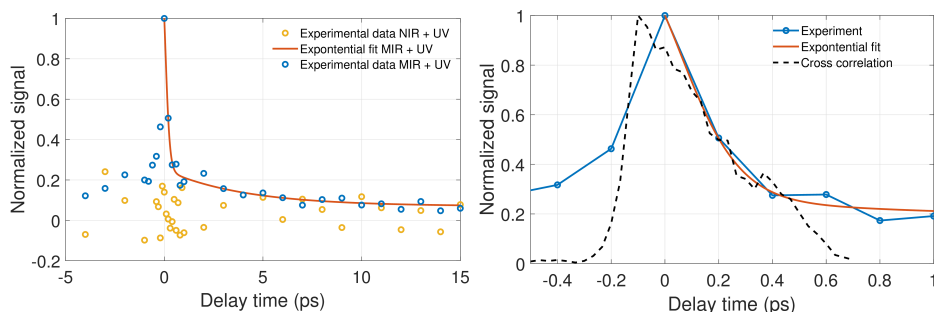 1
0.8
0.6
0.4
0.2
0
-0.2
-5
0
5
10
15
Normalized signal
Delay time (ps)
Experimental data NIR + UV
Expontential fit MIR + UV
Experimental data MIR + UV
1
0.8
0.6
0.4
0.2
0
-0.4
-0.2
0
0.2
0.4
0.6
0.8
1
Normalized signal
Delay time (ps)
Experiment
Expontential fit
Cross correlation